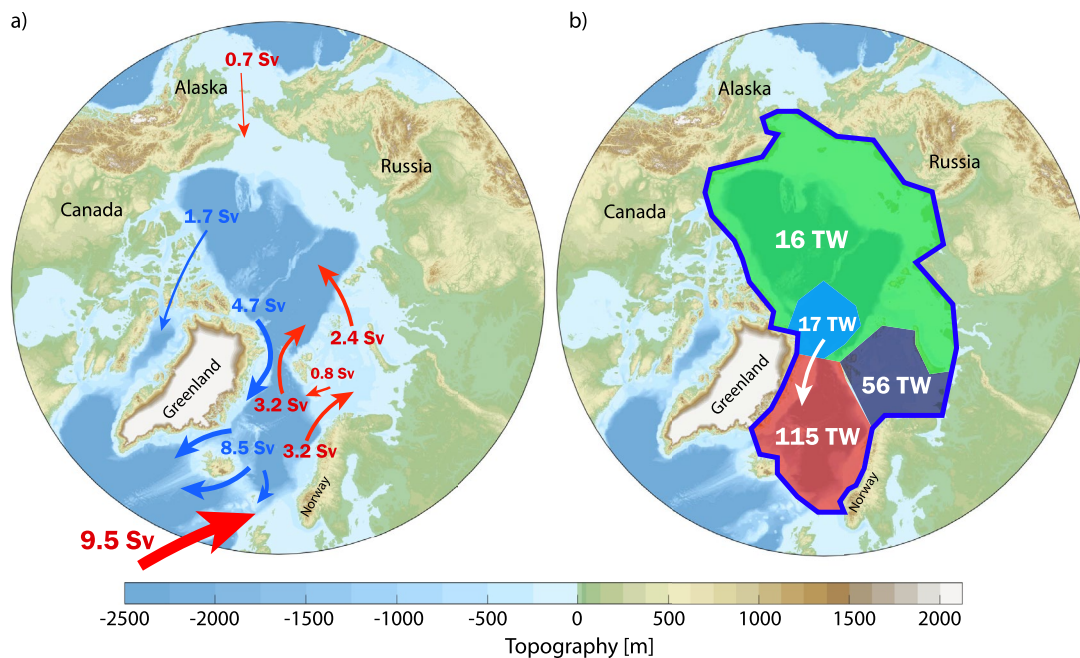 a)
0.7 Sv
Alaska
Russia
Canada
1.7 Sv
4.7 Sv
2.4 Sv
0.8 Sv
Greenland
3.2 Sv
8.5 Sv
3.2 Sv
Norway
9.5 Sv
b)
Alaska
Russia
Canada
16 TW
17 TW
Greenland
56 TW
115 TW
Norway
-2500 -2000 -1500 -1000 -500 0 500 1000 1500 2000
Topography [m]